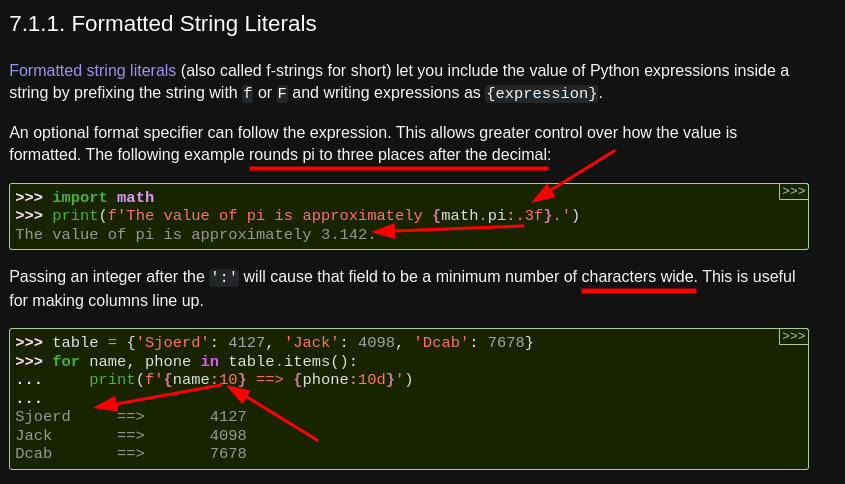 7.1.1. Formatted String Literals
Formatted string literals (also called f-strings for short) let you include the value of Python expressions inside a
string by prefixing the string with f or F and writing expressions as {expression}.
An optional format specifier can follow the expression. This allows greater control over how the value is
formatted. The following example rounds pi to three places after the decimal:
>>> import math >>>
>>> print(f'The value of pi is approximately {math.pi:.3f}.')
The value of pi is approximately 3.142.
Passing an integer after the ':' will cause that field to be a minimum number of characters wide. This is useful
for making columns line up.
>>> table = {'Sjoerd': 4127, 'Jack': 4098, 'Dcab': 7678} >>>
>>> for name, phone in table.items():
...     print(f'{name:10} ==> {phone:10d}')
...
Sjoerd     ==>       4127
Jack       ==>       4098
Dcab       ==>       7678